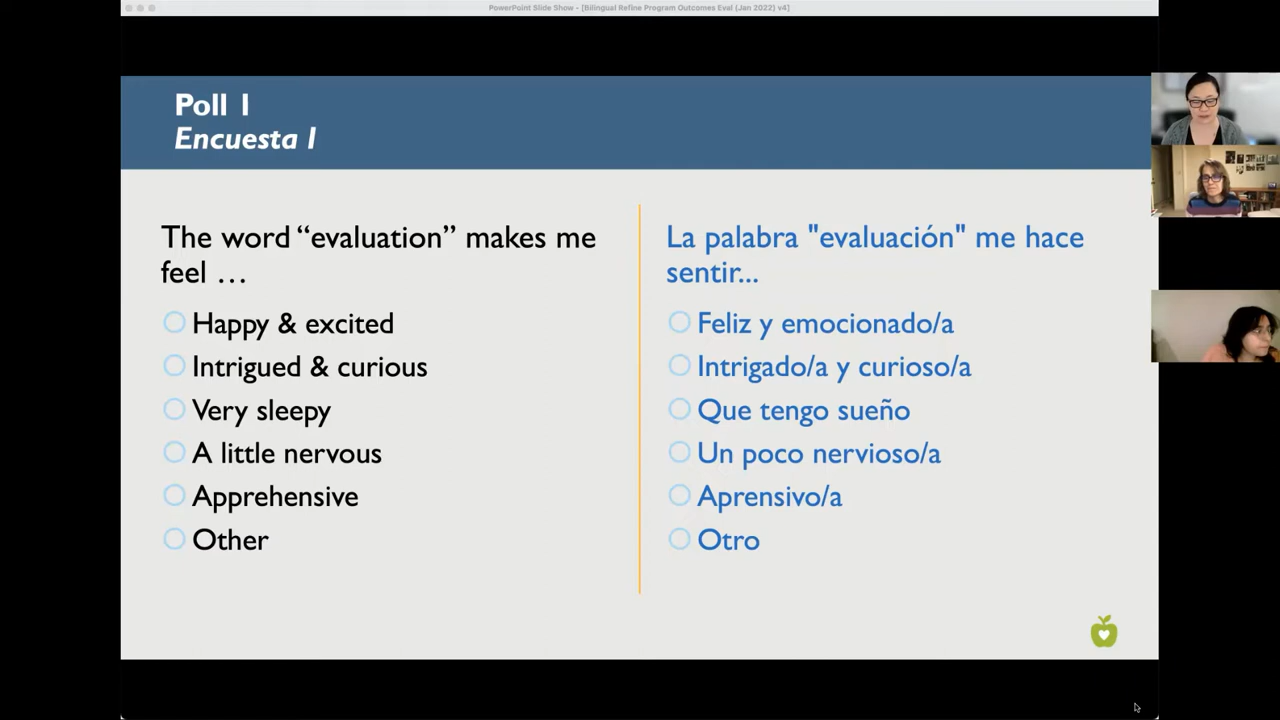 PowerPoint Slide Show - [Bilingual Refine Program Outcomes Eval (Jan 2022) v4]
Poll 1
Encuesta 1
The word “evaluation” makes me
feel …
Happy & excited
Intrigued & curious
Very sleepy
A little nervous
Apprehensive
Other
La palabra "evaluación" me hace
sentir...
Feliz y emocionado/a
Intrigado/a y curioso/a
Que tengo sueño
Un poco nervioso/a
Aprensivo/a
Otro